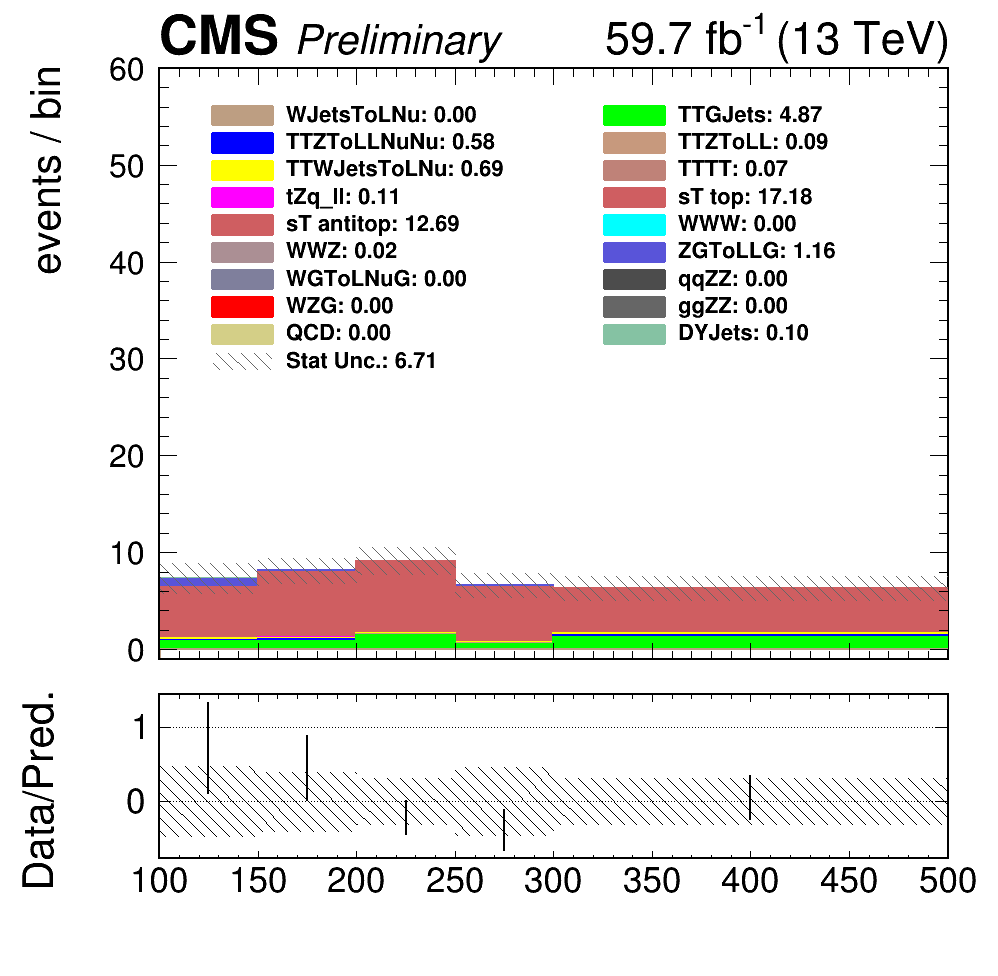 CMS Preliminary 59.7 fb-1 (13 TeV)
events / bin
60
50
40
30
20
10
0
WJetsToLNu: 0.00
TTGJets: 4.87
TTZToLLNuNu: 0.58
TTZToLL: 0.09
TTWJetsToLNu: 0.69
TTTT: 0.07
tZq_ll: 0.11
sT top: 17.18
sT antitop: 12.69
WWW: 0.00
WWZ: 0.02
ZGToLLG: 1.16
WGToLNuG: 0.00
qqZZ: 0.00
WZG: 0.00
ggZZ: 0.00
QCD: 0.00
DYJets: 0.10
Stat Unc.: 6.71
Data/Pred.
1
0
100 150 200 250 300 350 400 450 500